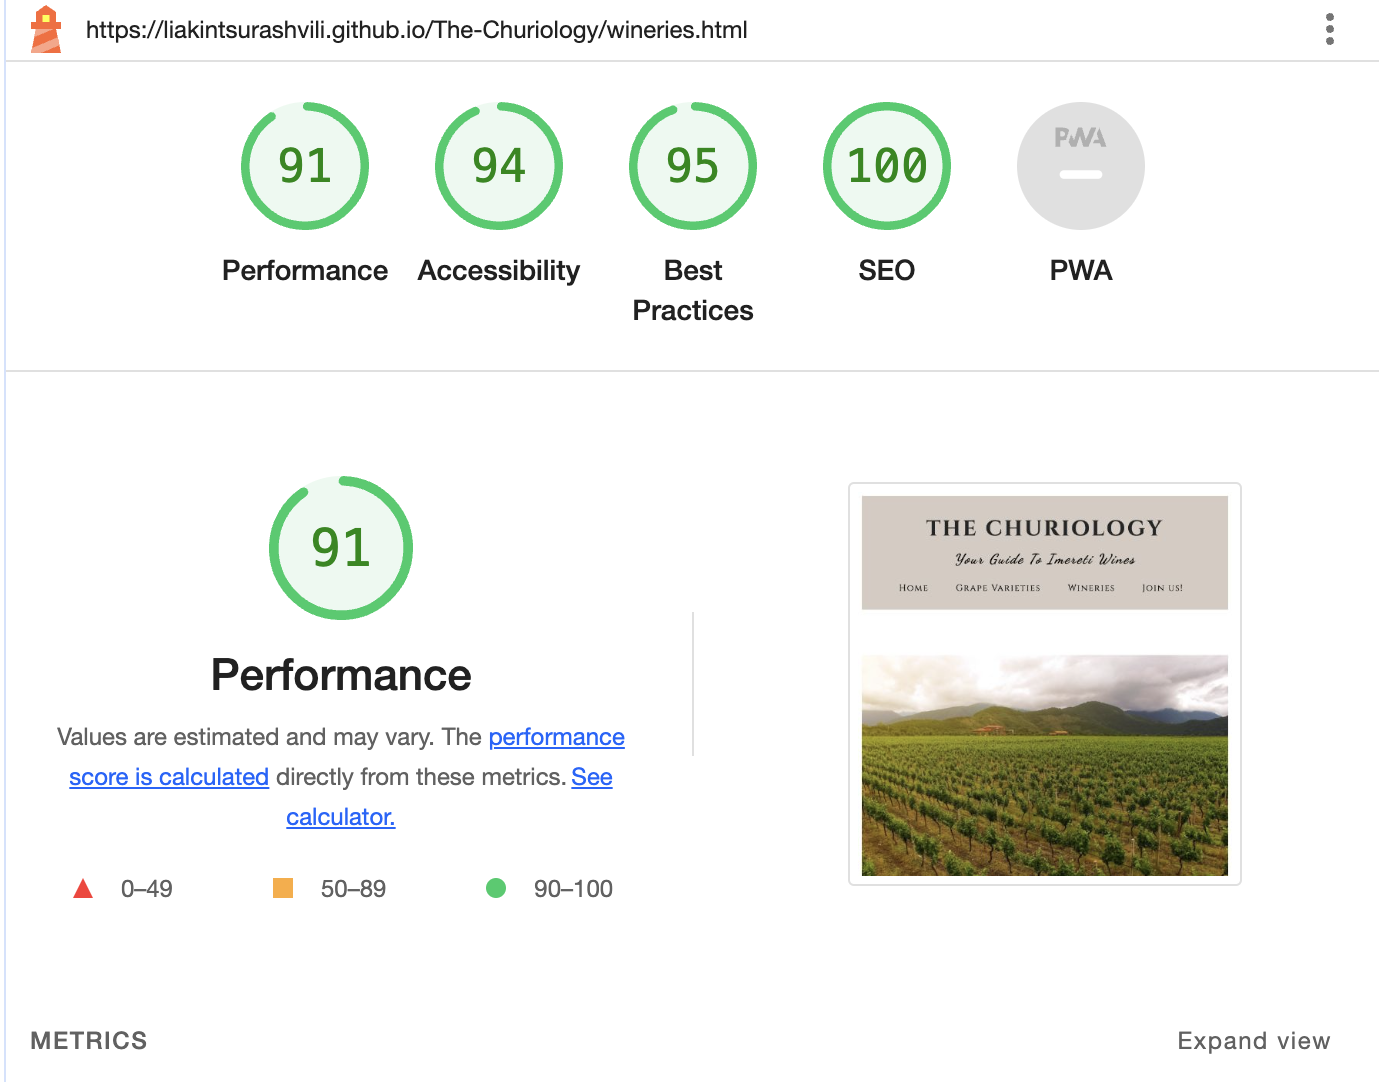 https://liakintsurashvili.github.io/The-Churiology/wineries.html
91
94
95
100
PWA
Performance
Accessibility
Best
Practices
SEO
PWA
91
Performance
Values are estimated and may vary. The performance
score is calculated directly from these metrics. See
calculator.
0–49
50–89
90–100
THE CHURIOLOGY
Your Guide To Imereti Wines
HOME GRAPE VARIETIES WINERIES JOIN US!
METRICS
Expand view